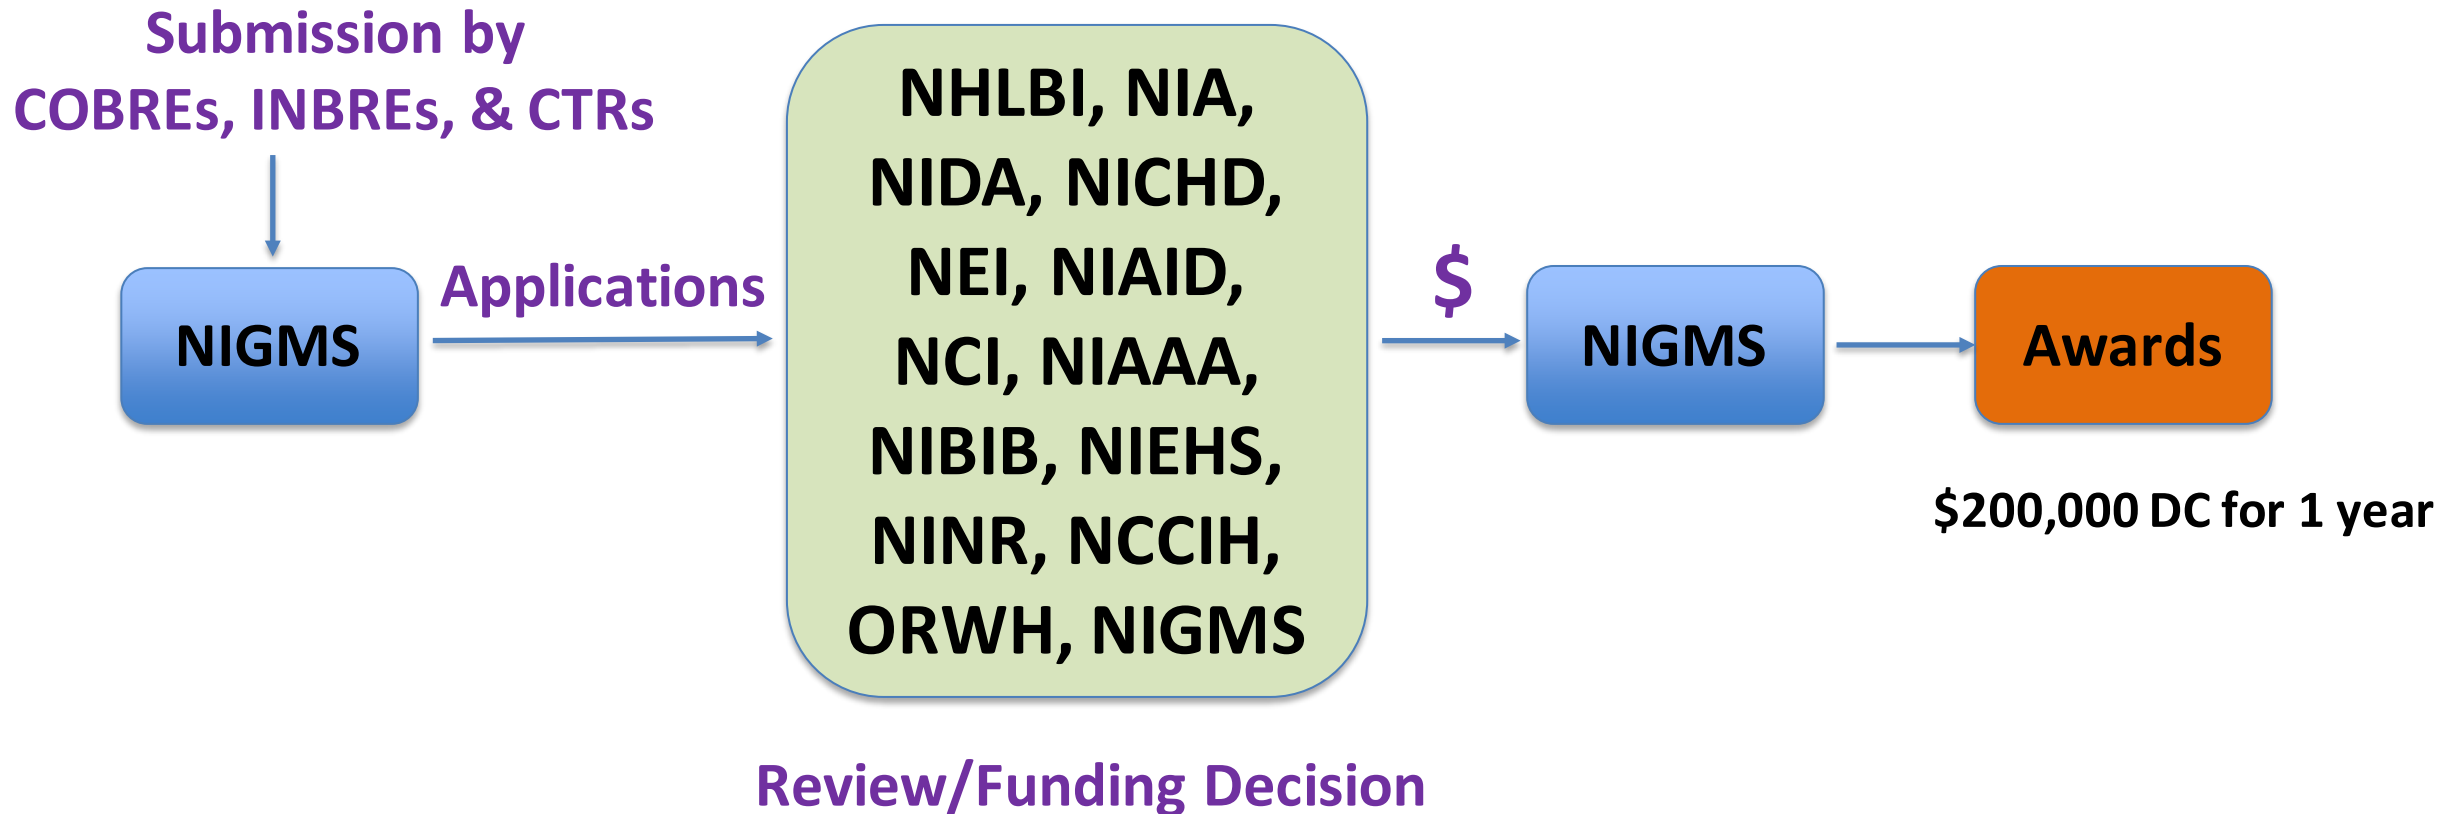 Submission by
COBREs, INBREs, & CTRs
NIGMS
Applications
NHLBI, NIA,
NIDA, NICHD,
NEI, NIAID,
NCI, NIAAA,
NIBIB, NIEHS,
NINR, NCCIH,
ORWH, NIGMS
Review/Funding Decision
$
NIGMS
Awards
$200,000 DC for 1 year